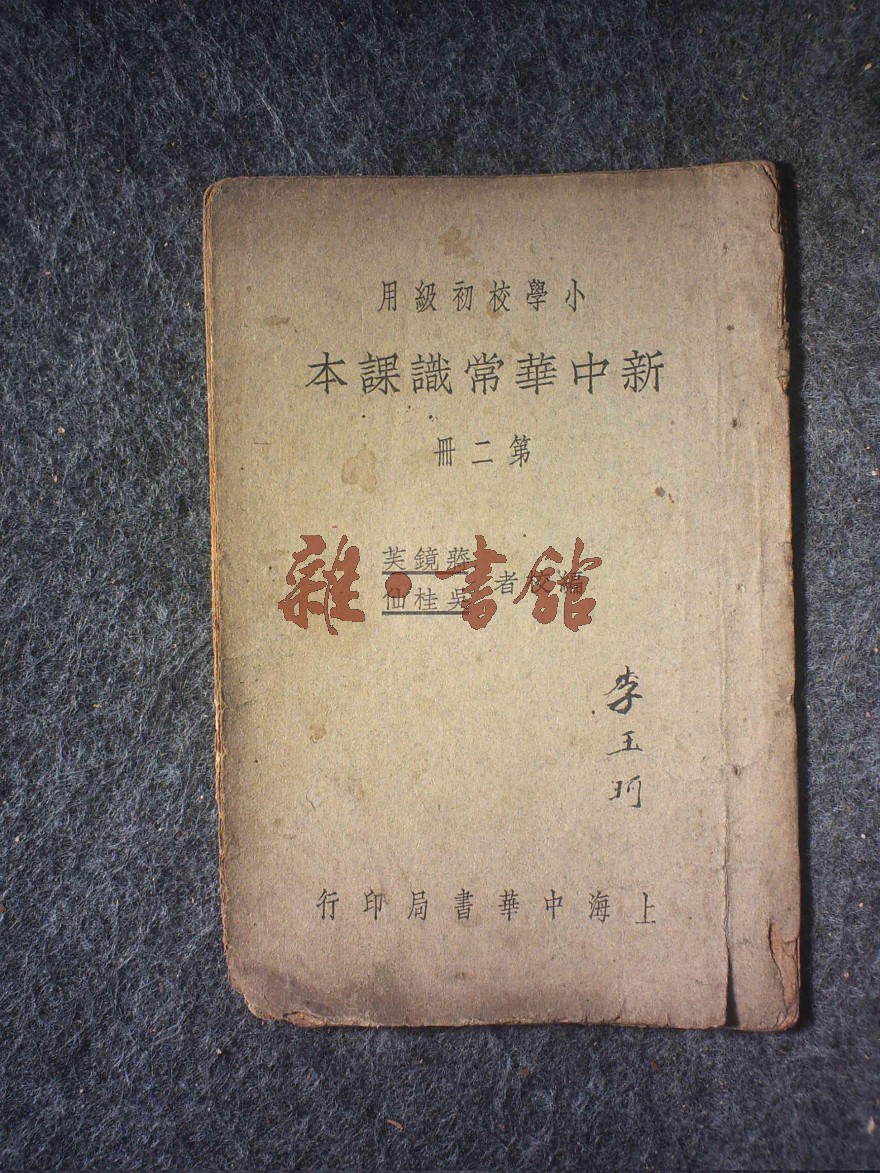 小學校初級用
新中華常識課本
第二冊
編校者
蔣鏡芙
吳桂仙
雜·書館
李玉珂
上海中華書局印行